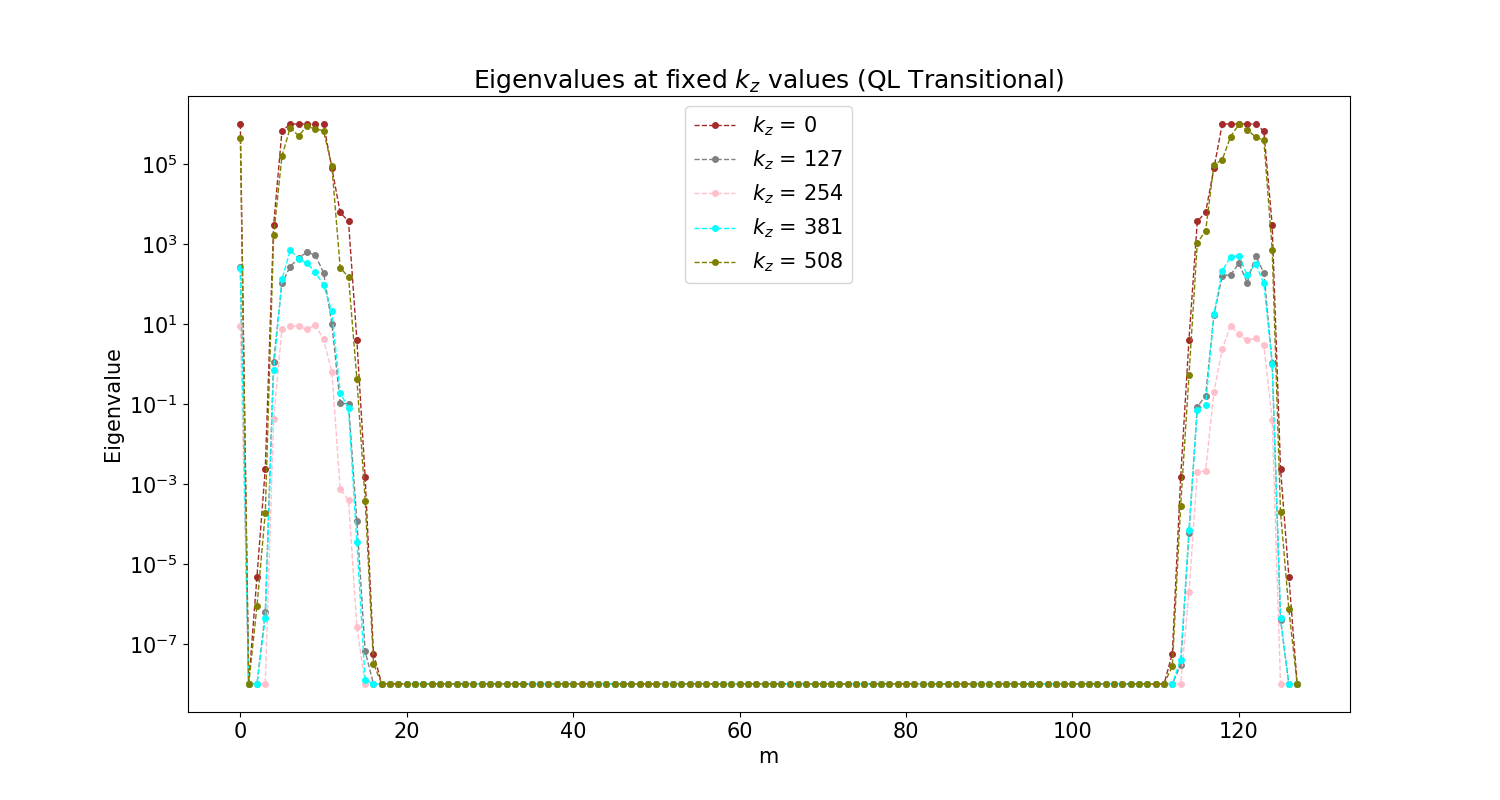 Eigenvalues at fixed $k_z$ values (QL Transitional)
$k_z$ = 0
$k_z$ = 127
$k_z$ = 254
$k_z$ = 381
$k_z$ = 508
Eigenvalue
$10^5$
$10^3$
$10^1$
$10^{-1}$
$10^{-3}$
$10^{-5}$
$10^{-7}$
0 20 40 60 80 100 120
m